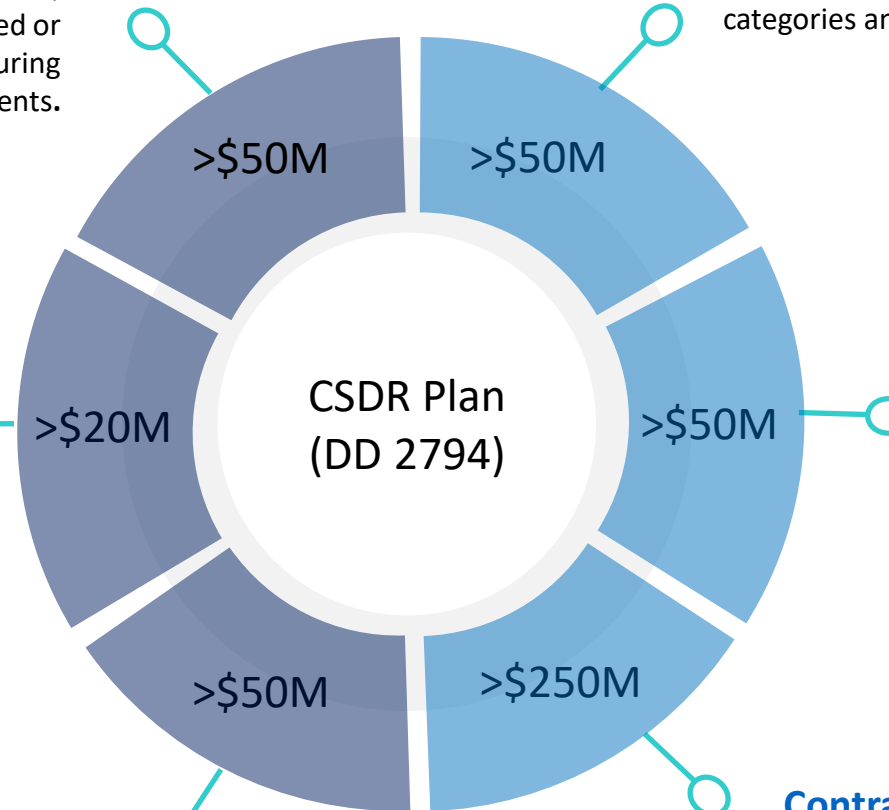 ed or
uring
ents.
categories ar
>$50M
>$50M
>$20M
CSDR Plan
(DD 2794)
>$50M
>$50M
>$250M
Contra